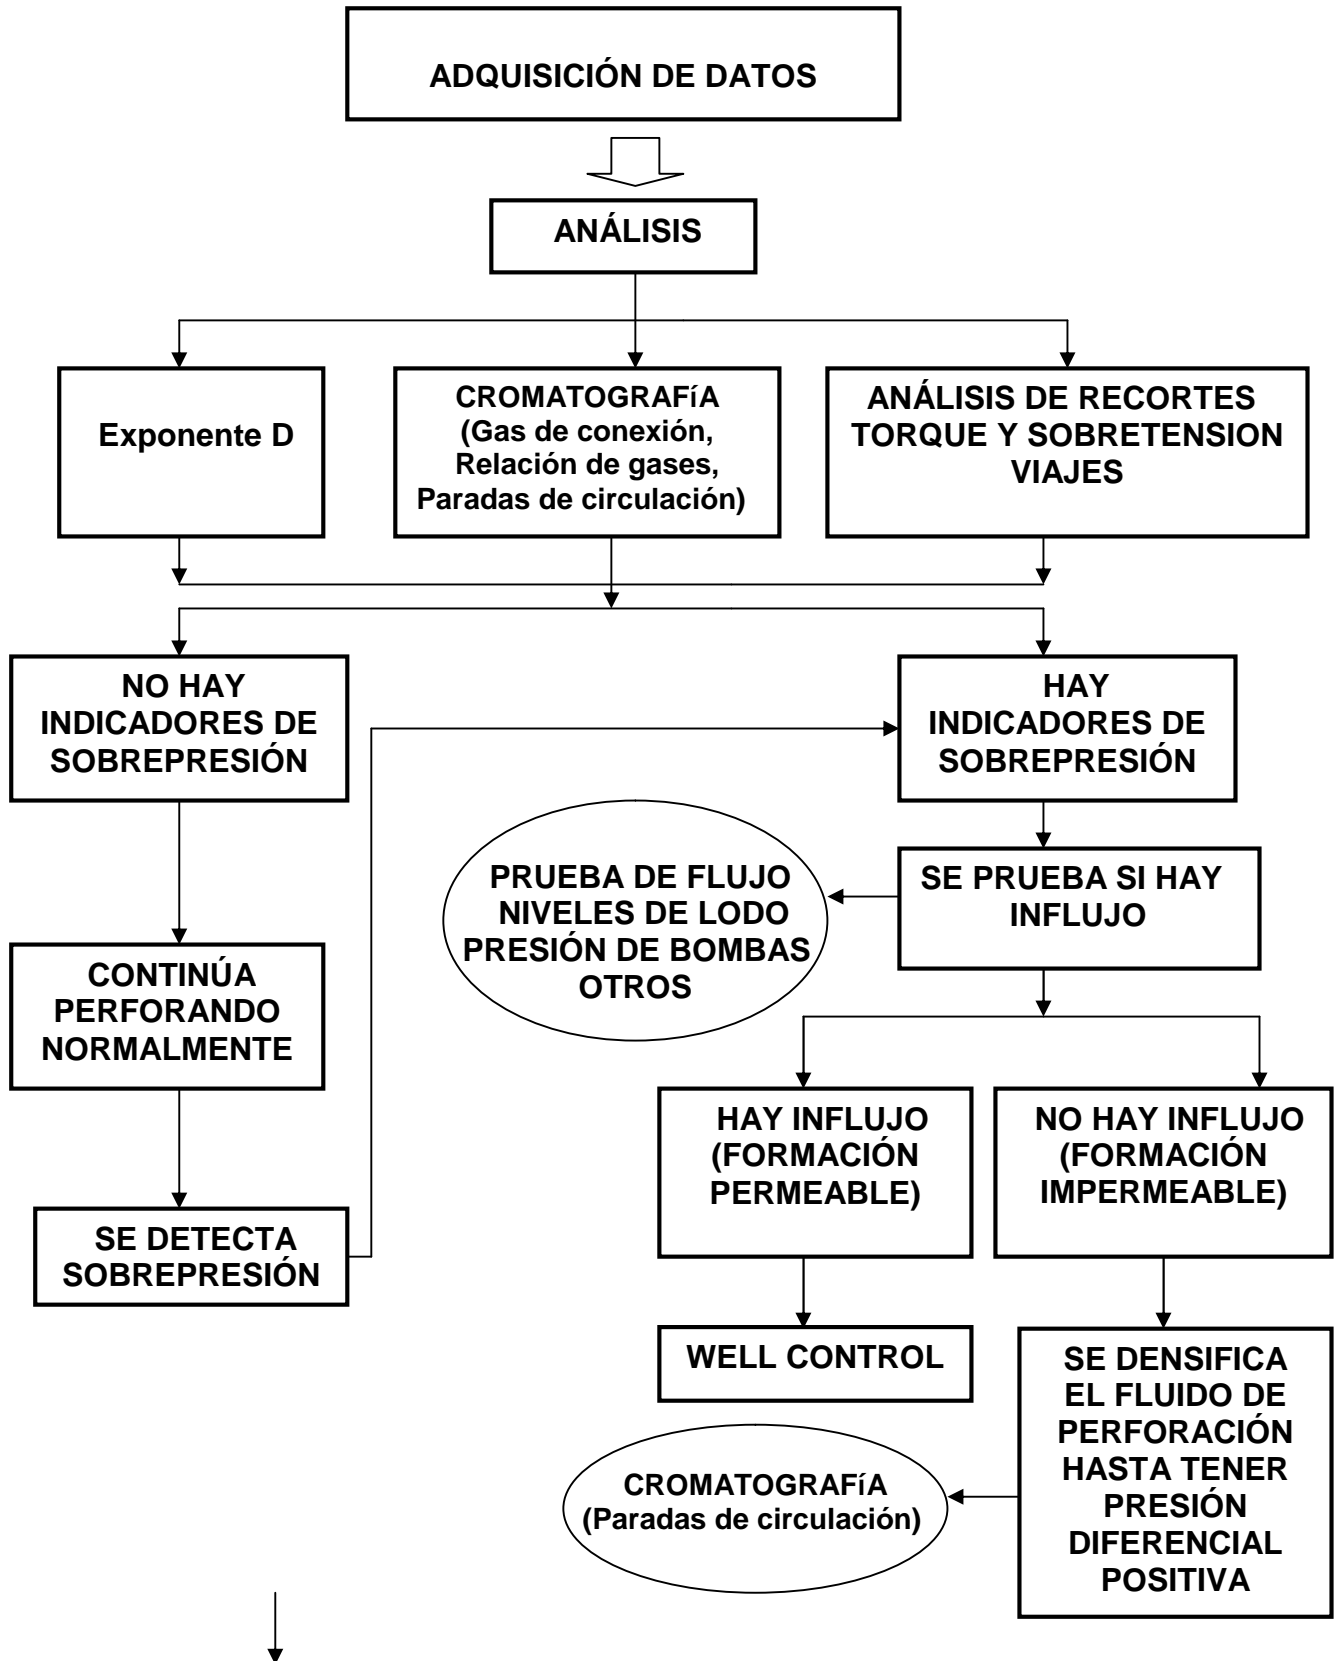 ADQUISICIÓN DE DATOS
ANÁLISIS
Exponente D
CROMATOGRAFíA
(Gas de conexión,
Relación de gases,
Paradas de circulación)
ANÁLISIS DE RECORTES
TORQUE Y SOBRETENSION
VIAJES
NO HAY
INDICADORES DE
SOBREPRESIÓN
HAY
INDICADORES DE
SOBREPRESIÓN
PRUEBA DE FLUJO
NIVELES DE LODO
PRESIÓN DE BOMBAS
OTROS
SE PRUEBA SI HAY
INFLUJO
CONTINÚA
PERFORANDO
NORMALMENTE
HAY INFLUJO
(FORMACIÓN
PERMEABLE)
NO HAY INFLUJO
(FORMACIÓN
IMPERMEABLE)
SE DETECTA
SOBREPRESIÓN
WELL CONTROL
SE DENSIFICA
EL FLUIDO DE
PERFORACIÓN
HASTA TENER
PRESIÓN
DIFERENCIAL
POSITIVA
CROMATOGRAFíA
(Paradas de circulación)